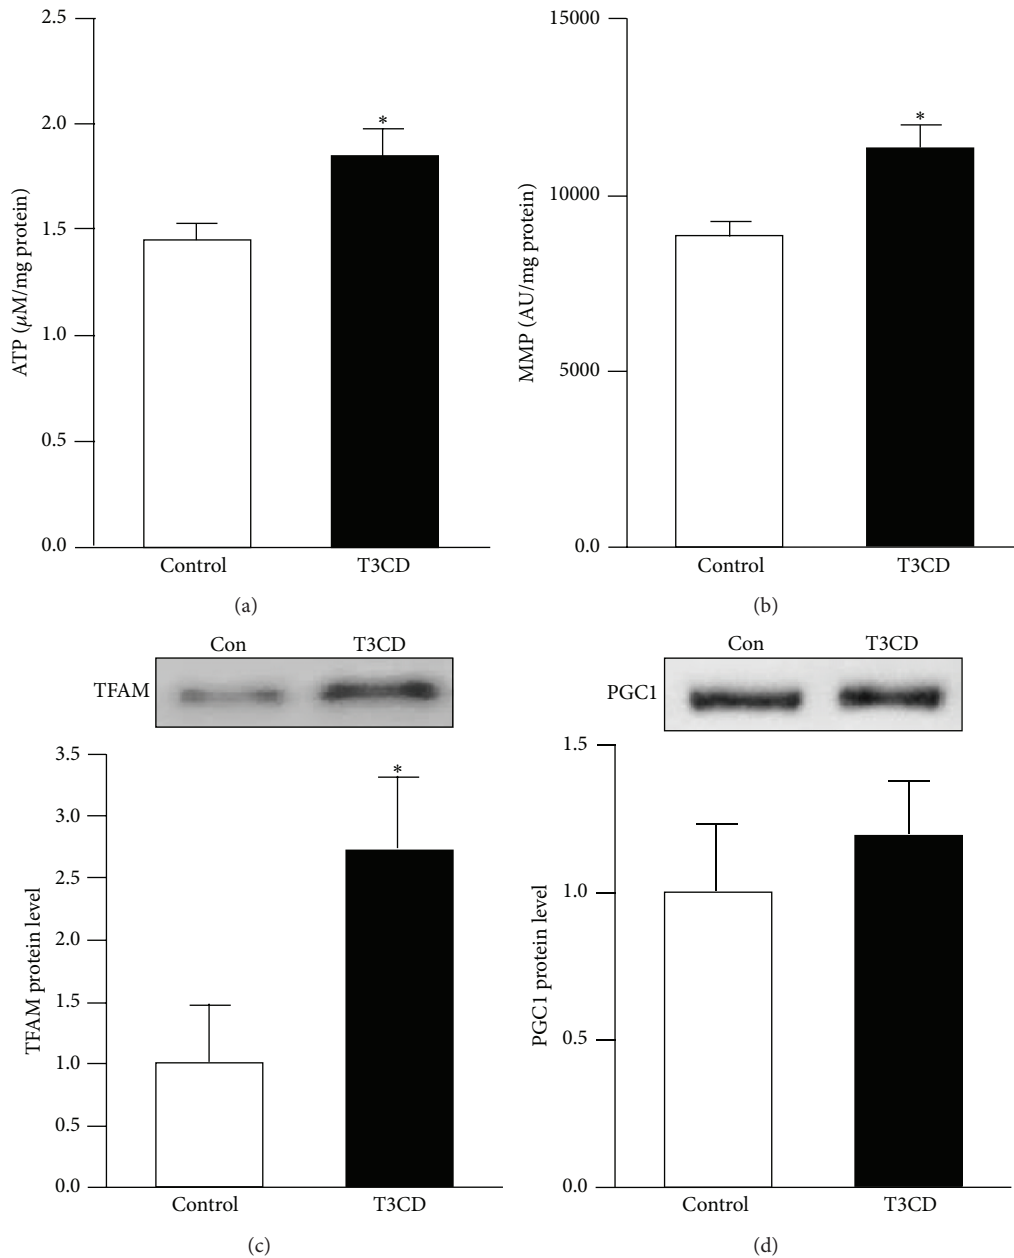 2.5
2.0
1.5
1.0
0.5
0.0
ATP (μM/mg protein)
*
Control T3CD
(a)
15000
10000
5000
0.0
MMP (AU/mg protein)
*
Control T3CD
(b)
Con T3CD
TFAM
3.5
3.0
2.5
2.0
1.5
1.0
0.5
0.0
TFAM protein level
*
Control T3CD
(c)
Con T3CD
PGC1
1.5
1.0
0.5
0.0
PGC1 protein level
Control T3CD
(d)